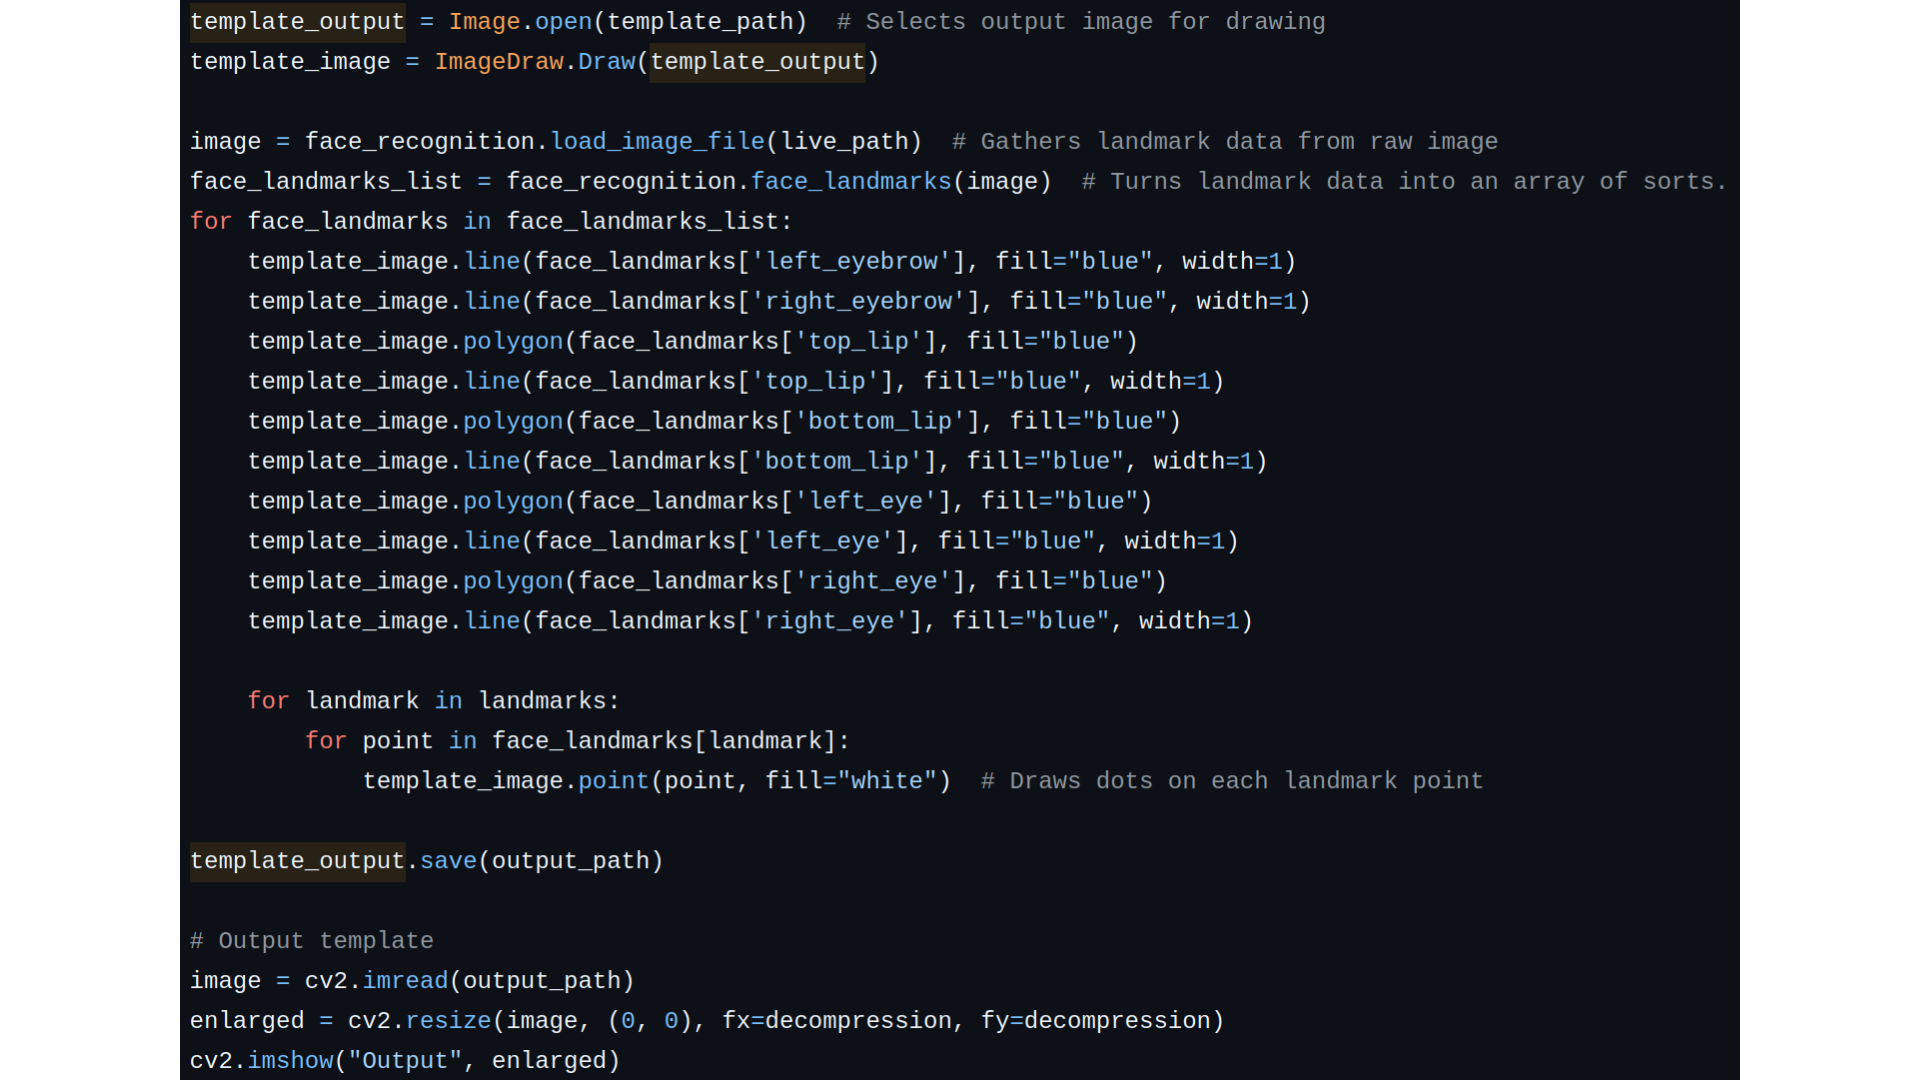 template_output = Image.open(template_path)  # Selects output image for drawing
template_image = ImageDraw.Draw(template_output)

image = face_recognition.load_image_file(live_path)  # Gathers landmark data from raw image
face_landmarks_list = face_recognition.face_landmarks(image)  # Turns landmark data into an array of sorts.
for face_landmarks in face_landmarks_list:
    template_image.line(face_landmarks['left_eyebrow'], fill="blue", width=1)
    template_image.line(face_landmarks['right_eyebrow'], fill="blue", width=1)
    template_image.polygon(face_landmarks['top_lip'], fill="blue")
    template_image.line(face_landmarks['top_lip'], fill="blue", width=1)
    template_image.polygon(face_landmarks['bottom_lip'], fill="blue")
    template_image.line(face_landmarks['bottom_lip'], fill="blue", width=1)
    template_image.polygon(face_landmarks['left_eye'], fill="blue")
    template_image.line(face_landmarks['left_eye'], fill="blue", width=1)
    template_image.polygon(face_landmarks['right_eye'], fill="blue")
    template_image.line(face_landmarks['right_eye'], fill="blue", width=1)

    for landmark in landmarks:
        for point in face_landmarks[landmark]:
            template_image.point(point, fill="white")  # Draws dots on each landmark point

template_output.save(output_path)

# Output template
image = cv2.imread(output_path)
enlarged = cv2.resize(image, (0, 0), fx=decompression, fy=decompression)
cv2.imshow("Output", enlarged)